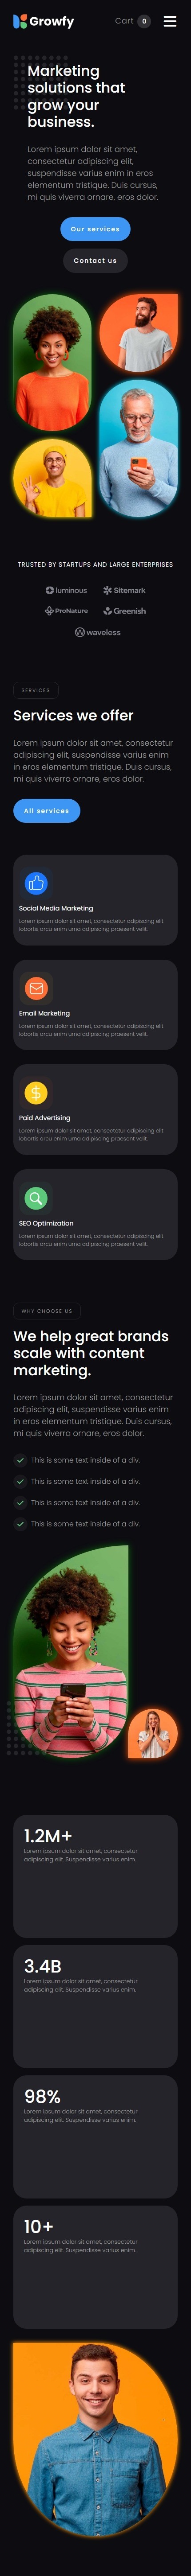 Growfy
Cart 0
Marketing
solutions that
grow your
business.
Lorem ipsum dolor sit amet,
consectetur adipiscing elit,
suspendisse varius enim in eros
elementum tristique. Duis cursus,
mi quis viverra ornare, eros dolor.
Our services
Contact us
TRUSTED BY STARTUPS AND LARGE ENTERPRISES
luminous
Sitemark
ProNature
Greenish
waveless
SERVICES
Services we offer
Lorem ipsum dolor sit amet, consectetur
adipiscing elit, suspendisse varius enim
in eros elementum tristique. Duis cursus,
mi quis viverra ornare, eros dolor.
All services
Social Media Marketing
Lorem ipsum dolor sit amet, consectetur adipiscing elit
lobortis arcu enim urna adipiscing praesent velit.
Email Marketing
Lorem ipsum dolor sit amet, consectetur adipiscing elit
lobortis arcu enim urna adipiscing praesent velit.
Paid Advertising
Lorem ipsum dolor sit amet, consectetur adipiscing elit
lobortis arcu enim urna adipiscing praesent velit.
SEO Optimization
Lorem ipsum dolor sit amet, consectetur adipiscing elit
lobortis arcu enim urna adipiscing praesent velit.
WHY CHOOSE US
We help great brands
scale with content
marketing.
Lorem ipsum dolor sit amet, consectetur
adipiscing elit, suspendisse varius enim
in eros elementum tristique. Duis cursus,
mi quis viverra ornare, eros dolor.
This is some text inside of a div.
This is some text inside of a div.
This is some text inside of a div.
This is some text inside of a div.
1.2M+
Lorem ipsum dolor sit amet, consectetur
adipiscing elit. Suspendisse varius enim.
3.4B
Lorem ipsum dolor sit amet, consectetur
adipiscing elit. Suspendisse varius enim.
98%
Lorem ipsum dolor sit amet, consectetur
adipiscing elit. Suspendisse varius enim.
10+
Lorem ipsum dolor sit amet, consectetur
adipiscing elit. Suspendisse varius enim.